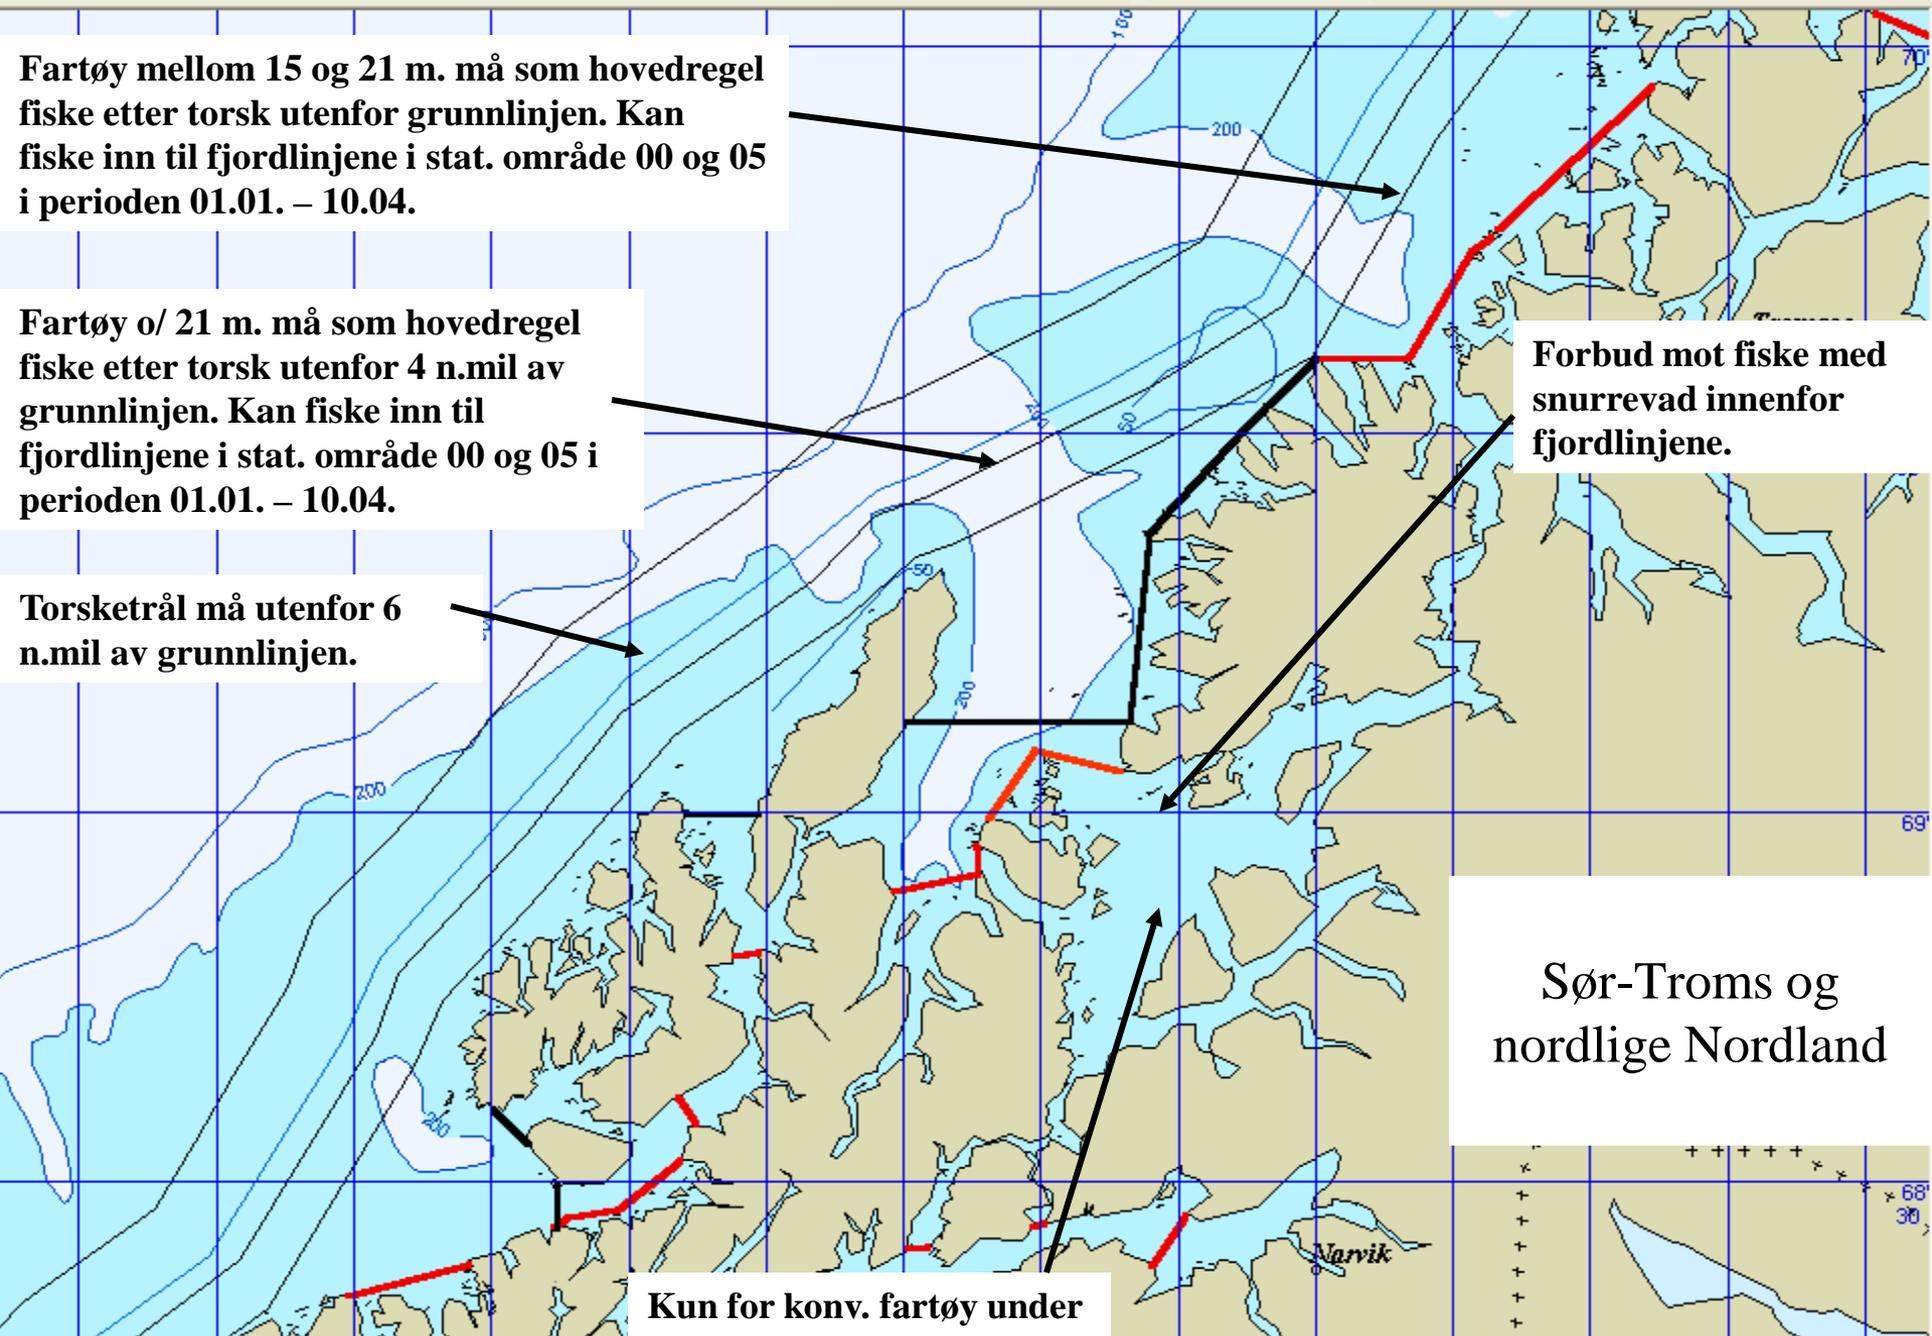 Fartøy mellom 15 og 21 m. må som hovedregel
fiske etter torsk utenfor grunnlinjen. Kan
fiske inn til fjordlinjene i stat. område 00 og 05
i perioden 01.01. – 10.04.
Fartøy o/ 21 m. må som hovedregel
fiske etter torsk utenfor 4 n.mil av
grunnlinjen. Kan fiske inn til
fjordlinjene i stat. område 00 og 05 i
perioden 01.01. – 10.04.
Torsketrål må utenfor 6
n.mil av grunnlinjen.
Forbud mot fiske med
snurrevad innenfor
fjordlinjene.
Sør-Troms og
nordlige Nordland
Kun for konv. fartøy under
Narvik
100
200
200
50
50
200
200
200
70°
69°
68°
30'